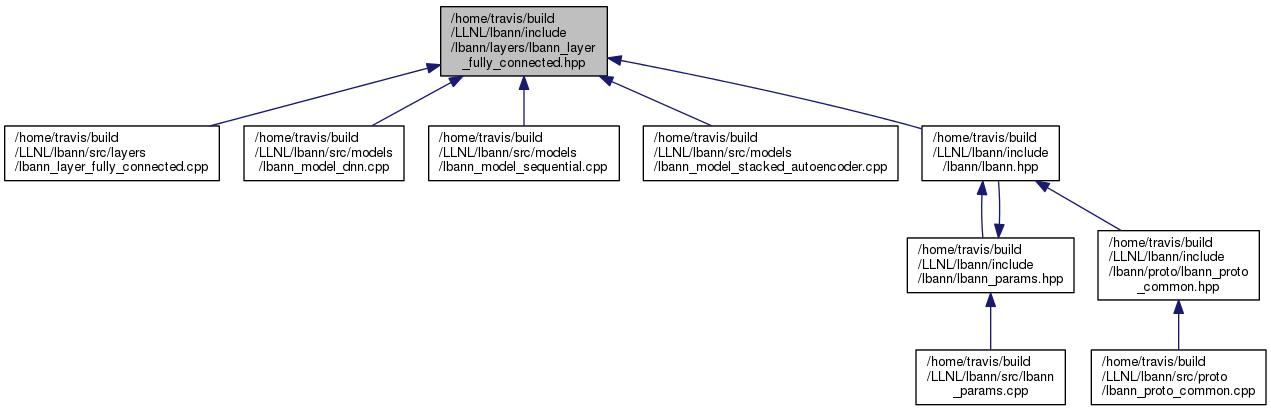 /home/travis/build
/LLNL/lbann/include
/lbann/layers/lbann_layer
_fully_connected.hpp
/home/travis/build
/LLNL/lbann/src/layers
/lbann_layer_fully_connected.cpp
/home/travis/build
/LLNL/lbann/src/models
/lbann_model_dnn.cpp
/home/travis/build
/LLNL/lbann/src/models
/lbann_model_sequential.cpp
/home/travis/build
/LLNL/lbann/src/models
/lbann_model_stacked_autoencoder.cpp
/home/travis/build
/LLNL/lbann/include
/lbann/lbann.hpp
/home/travis/build
/LLNL/lbann/include
/lbann/lbann_params.hpp
/home/travis/build
/LLNL/lbann/include
/lbann/proto/lbann_proto
_common.hpp
/home/travis/build
/LLNL/lbann/src/lbann
_params.cpp
/home/travis/build
/LLNL/lbann/src/proto
/lbann_proto_common.cpp